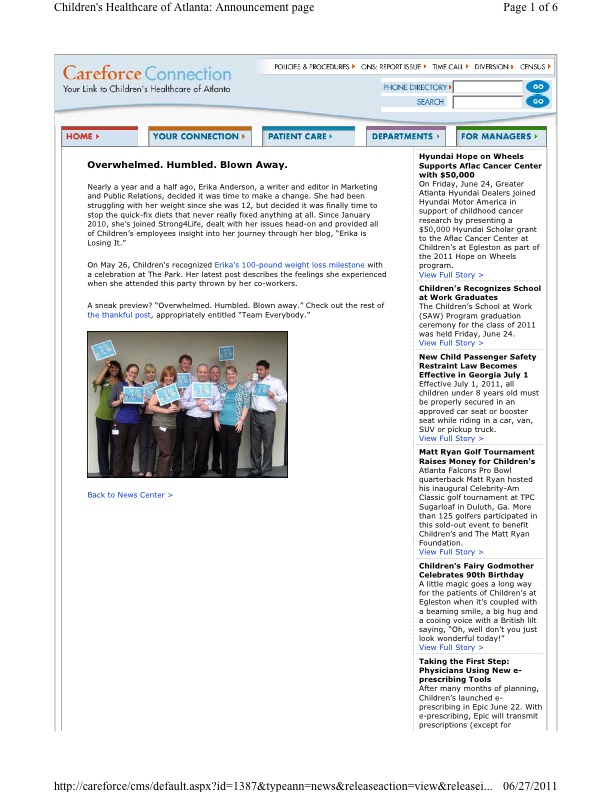 Children's Healthcare of Atlanta: Announcement page
Page 1 of 6
Careforce Connection
Your Link to Children's Healthcare of Atlanta
POLICIES & PROCEDURES
ONS: REPORT ISSUE
TIME CALL
DIVERSION
CENSUS
PHONE DIRECTORY
GO
SEARCH
GO
HOME
YOUR CONNECTION
PATIENT CARE
DEPARTMENTS
FOR MANAGERS
Overwhelmed. Humbled. Blown Away.
Nearly a year and a half ago, Erika Anderson, a writer and editor in Marketing
and Public Relations, decided it was time to make a change. She had been
struggling with her weight since she was 12, but decided it was finally time to
stop the quick-fix diets that never really fixed anything at all. Since January
2010, she's joined Strong4Life, dealt with her issues head-on and provided all
of Children's employees insight into her journey through her blog, "Erika is
Losing It."
On May 26, Children's recognized Erika's 100-pound weight loss milestone with
a celebration at The Park. Her latest post describes the feelings she experienced
when she attended this party thrown by her co-workers.
A sneak preview? "Overwhelmed. Humbled. Blown away." Check out the rest of
the thankful post, appropriately entitled "Team Everybody."
Back to News Center >
Hyundai Hope on Wheels
Supports Aflac Cancer Center
with $50,000
On Friday, June 24, Greater
Atlanta Hyundai Dealers joined
Hyundai Motor America in
support of childhood cancer
research by presenting a
$50,000 Hyundai Scholar grant
to the Aflac Cancer Center at
Children's at Egleston as part of
the 2011 Hope on Wheels
program.
View Full Story >
Children's Recognizes School
at Work Graduates
The Children's School at Work
(SAW) Program graduation
ceremony for the class of 2011
was held Friday, June 24.
View Full Story >
New Child Passenger Safety
Restraint Law Becomes
Effective in Georgia July 1
Effective July 1, 2011, all
children under 8 years old must
be properly secured in an
approved car seat or booster
seat while riding in a car, van,
SUV or pickup truck.
View Full Story >
Matt Ryan Golf Tournament
Raises Money for Children's
Atlanta Falcons Pro Bowl
quarterback Matt Ryan hosted
his inaugural Celebrity-Am
Classic golf tournament at TPC
Sugarloaf in Duluth, Ga. More
than 125 golfers participated in
this sold-out event to benefit
Children's and The Matt Ryan
Foundation.
View Full Story >
Children's Fairy Godmother
Celebrates 90th Birthday
A little magic goes a long way
for the patients of Children's at
Egleston when it's coupled with
a beaming smile, a big hug and
a cooing voice with a British lilt
saying, "Oh, well don't you just
look wonderful today!"
View Full Story >
Taking the First Step:
Physicians Using New e-
prescribing Tools
After many months of planning,
Children's launched e-
prescribing in Epic June 22. With
e-prescribing, Epic will transmit
prescriptions (except for
http://careforce/cms/default.aspx?id=1387&typeann=news&releaseaction=view&releasei...
06/27/2011